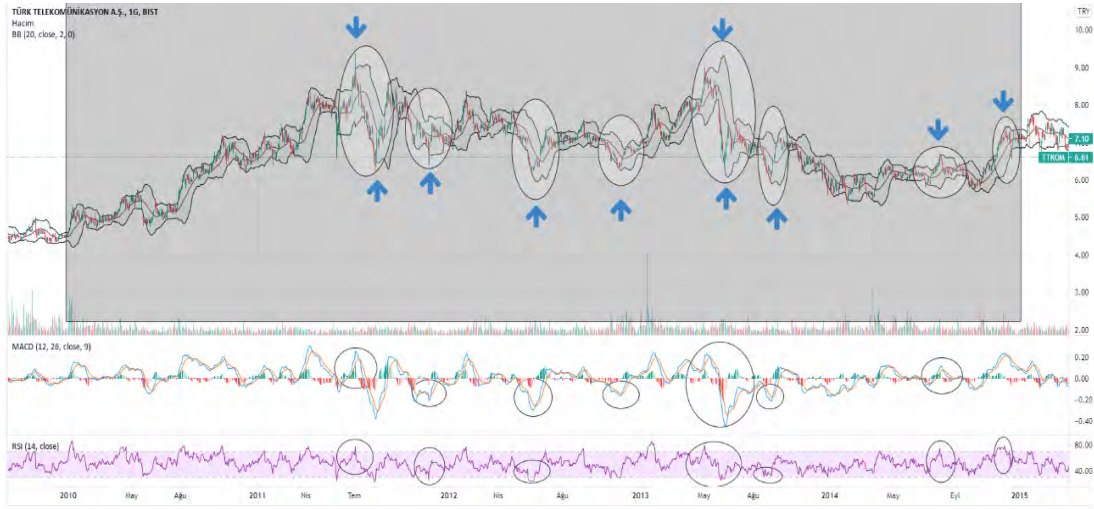 TÜRK TELEKOMÜNİKASYON A.Ş., 1G, BIST
Hacim
BB (20, close, 2, 0)
TRY
10.00
9.00
8.00
7.10
7.00
TTKOM 6.61
6.00
5.00
4.00
3.00
2.00
MACD (12, 26, close, 9)
0.20
0.00
-0.20
-0.40
RSI (14, close)
80.00
40.00
2010 May Ağu 2011 Nis Tem 2012 Nis Ağu 2013 May Ağu 2014 May Eyl 2015